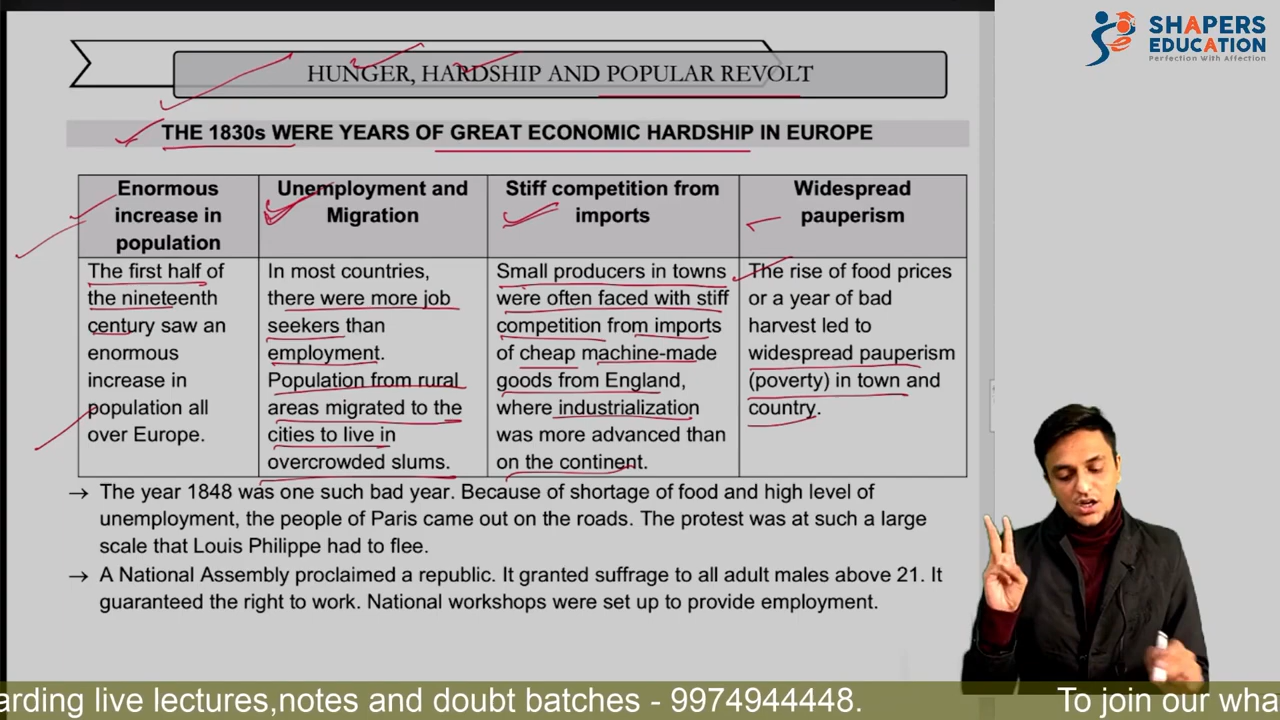 SHAPERS
EDUCATION
Perfection With Affection
HUNGER, HARDSHIP AND POPULAR REVOLT
THE 1830s WERE YEARS OF GREAT ECONOMIC HARDSHIP IN EUROPE
Enormous
increase in
population
The first half of
the nineteenth
century saw an
enormous
increase in
population all
over Europe.
Unemployment and
Migration
In most countries,
there were more job
seekers than
employment.
Population from rural
areas migrated to the
cities to live in
overcrowded slums.
Stiff competition from
imports
Small producers in towns
were often faced with stiff
competition from imports
of cheap machine-made
goods from England,
where industrialization
was more advanced than
on the continent.
Widespread
pauperism
The rise of food prices
or a year of bad
harvest led to
widespread pauperism
(poverty) in town and
country.
→ The year 1848 was one such bad year. Because of shortage of food and high level of
unemployment, the people of Paris came out on the roads. The protest was at such a large
scale that Louis Philippe had to flee.
→ A National Assembly proclaimed a republic. It granted suffrage to all adult males above 21. It
guaranteed the right to work. National workshops were set up to provide employment.
arding live lectures,notes and doubt batches - 9974944448. To join our wha